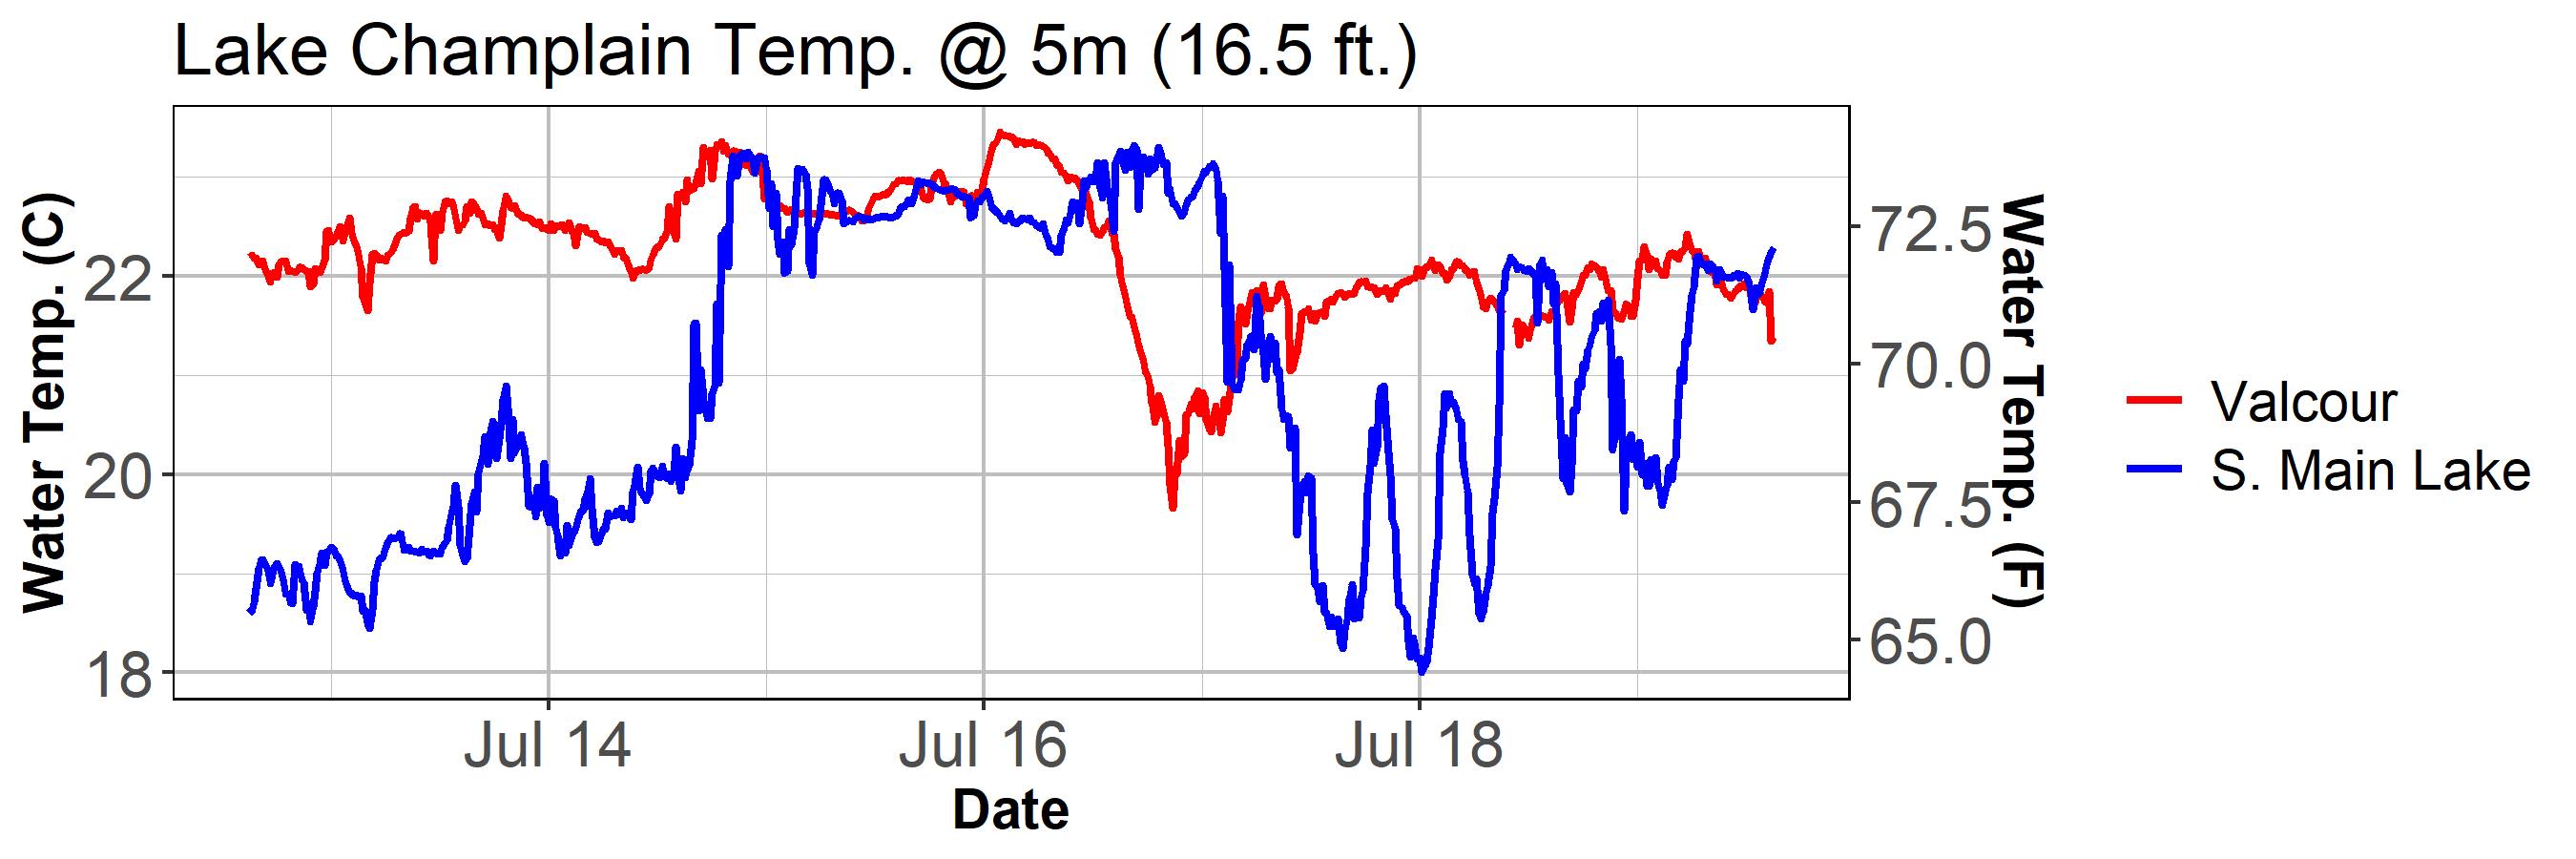 Lake Champlain Temp. @ 5m (16.5 ft.)
Water Temp. (C)
22
20
18
72.5
70.0
67.5
65.0
Water Temp. (F)
Jul 14
Jul 16
Jul 18
Date
Valcour
S. Main Lake